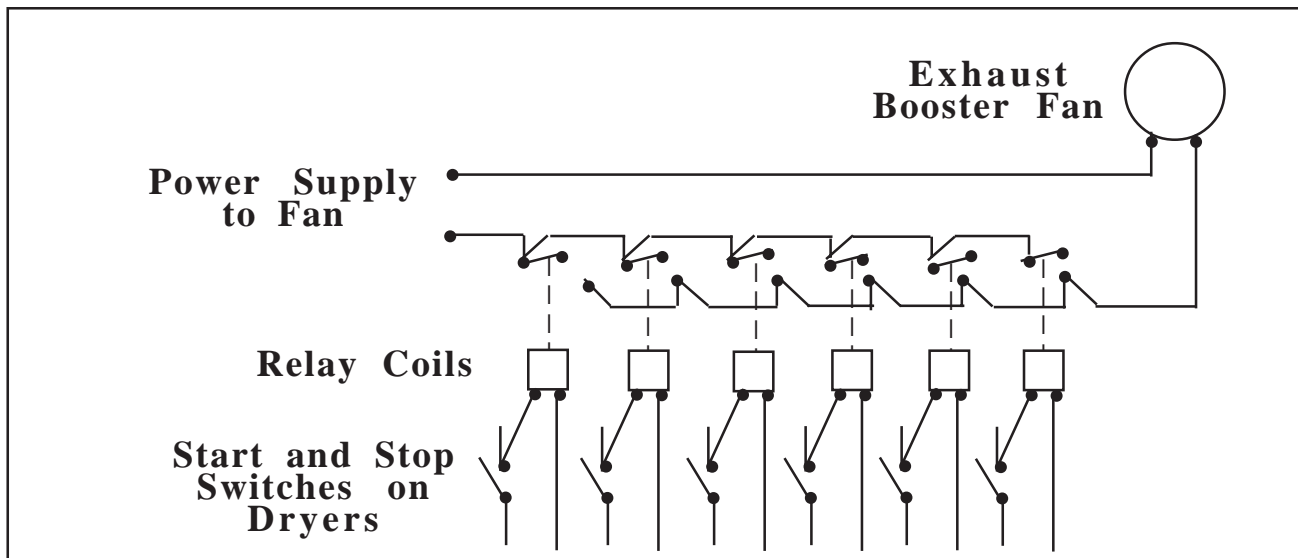 Exhaust
Booster Fan
Power Supply
to Fan
Relay Coils
Start and Stop
Switches on
Dryers